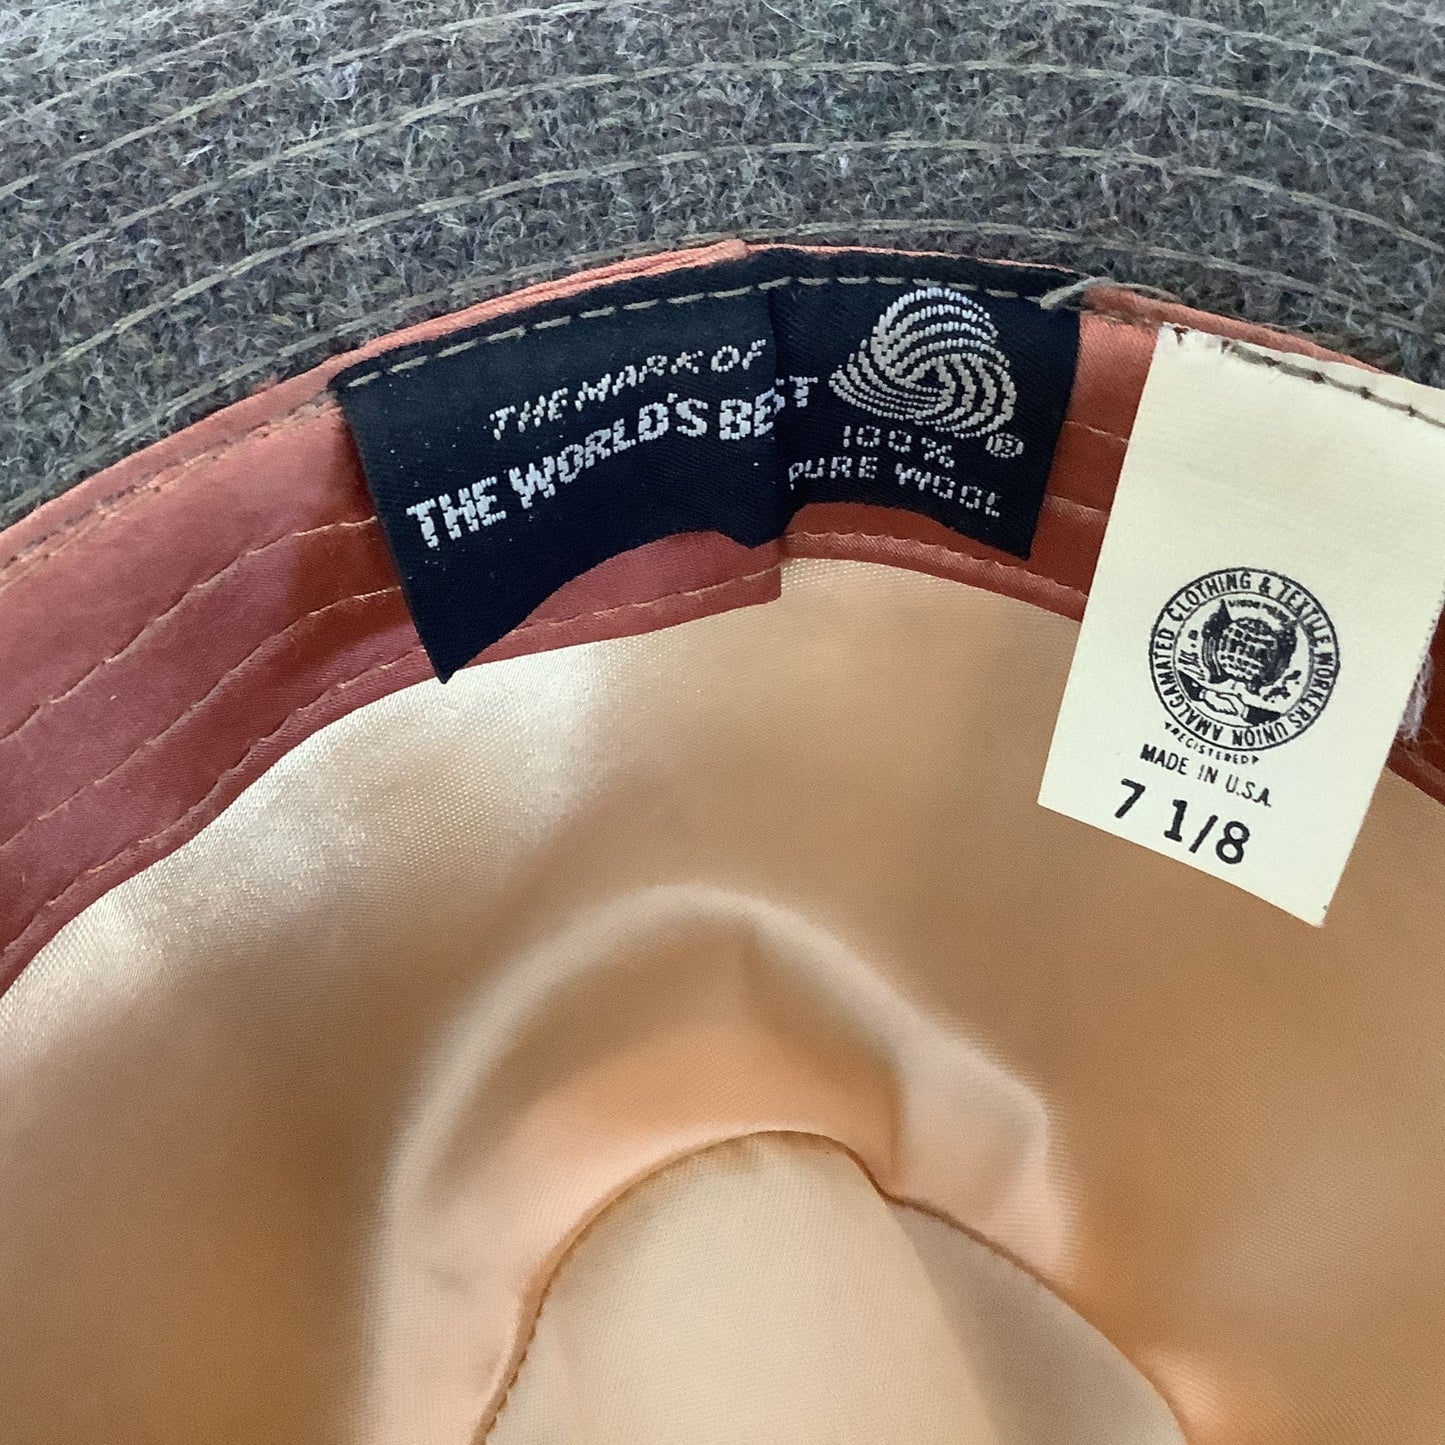 THE MARK OF
THE WORLD'S BEST
100%
PURE WOOL
®
AMALGAMATED CLOTHING & TEXTILE WORKERS UNION
REGISTERED
MADE IN U.S.A.
7 1/8